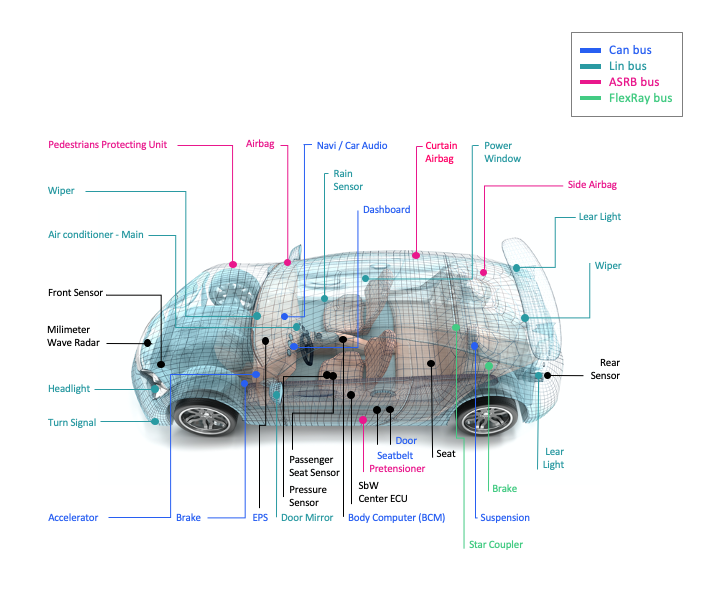 Can bus
Lin bus
ASRB bus
FlexRay bus
Pedestrians Protecting Unit
Airbag
Navi / Car Audio
Curtain
Airbag
Power
Window
Rain
Sensor
Side Airbag
Wiper
Dashboard
Lear Light
Air conditioner - Main
Wiper
Front Sensor
Milimeter
Wave Radar
Rear
Sensor
Headlight
Turn Signal
Door
Seatbelt
Pretensioner
Seat
Lear
Light
Passenger
Seat Sensor
Pressure
Sensor
SbW
Center ECU
Brake
Accelerator
Brake
EPS
Door Mirror
Body Computer (BCM)
Suspension
Star Coupler